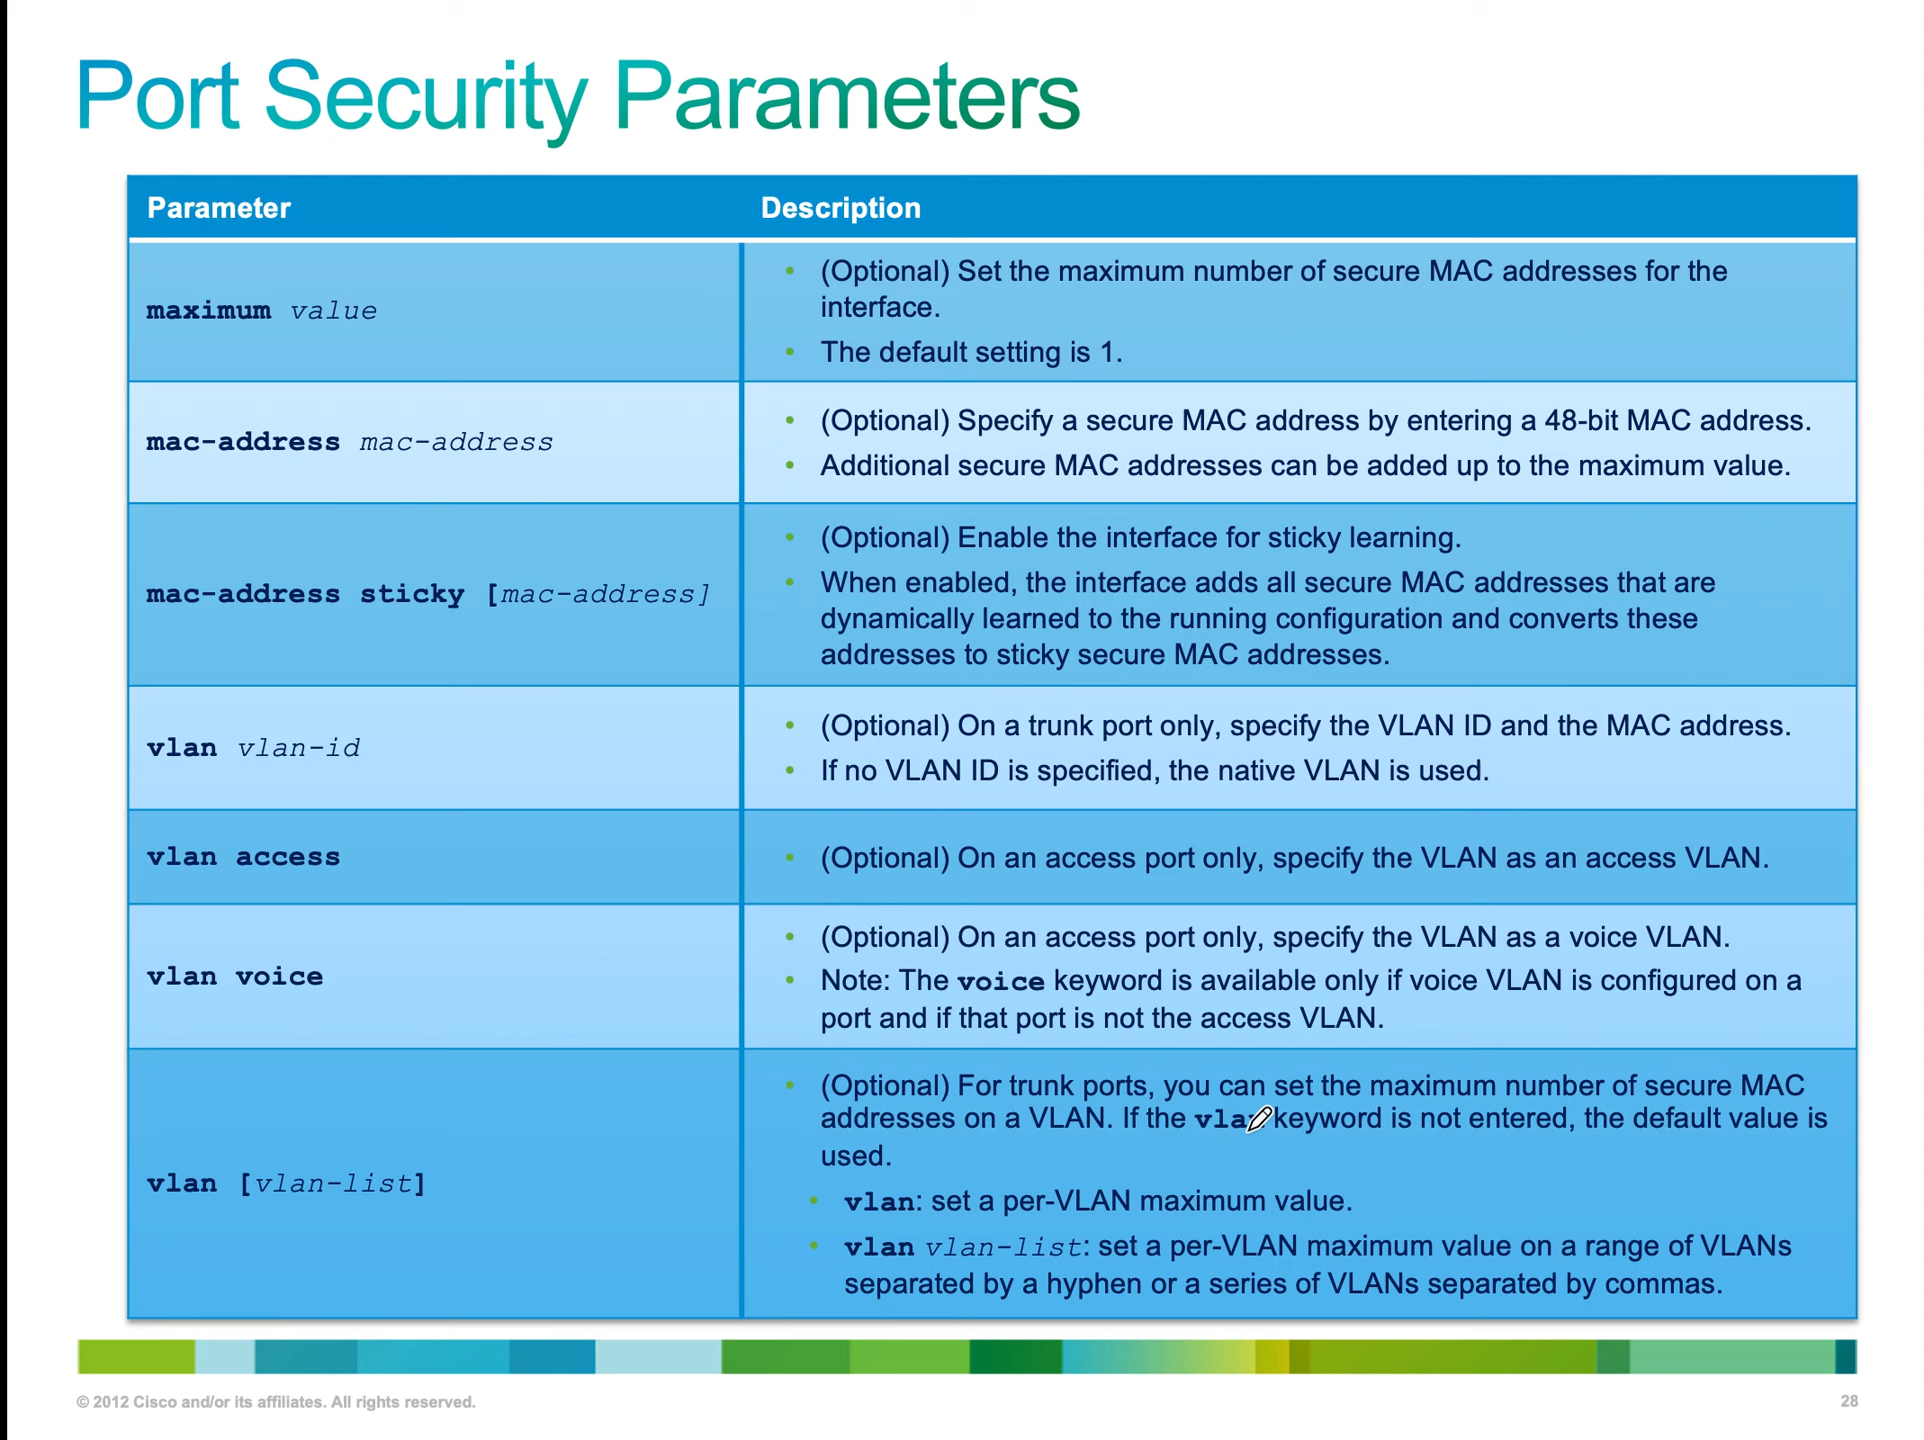 Port Security Parameters
Parameter Description
maximum value
(Optional) Set the maximum number of secure MAC addresses for the
interface.
The default setting is 1.
mac-address mac-address
(Optional) Specify a secure MAC address by entering a 48-bit MAC address.
Additional secure MAC addresses can be added up to the maximum value.
mac-address sticky [mac-address]
(Optional) Enable the interface for sticky learning.
When enabled, the interface adds all secure MAC addresses that are
dynamically learned to the running configuration and converts these
addresses to sticky secure MAC addresses.
vlan vlan-id
(Optional) On a trunk port only, specify the VLAN ID and the MAC address.
If no VLAN ID is specified, the native VLAN is used.
vlan access
(Optional) On an access port only, specify the VLAN as an access VLAN.
vlan voice
(Optional) On an access port only, specify the VLAN as a voice VLAN.
Note: The voice keyword is available only if voice VLAN is configured on a
port and if that port is not the access VLAN.
vlan [vlan-list]
(Optional) For trunk ports, you can set the maximum number of secure MAC
addresses on a VLAN. If the vlan keyword is not entered, the default value is
used.
vlan: set a per-VLAN maximum value.
vlan vlan-list: set a per-VLAN maximum value on a range of VLANs
separated by a hyphen or a series of VLANs separated by commas.
© 2012 Cisco and/or its affiliates. All rights reserved. 28